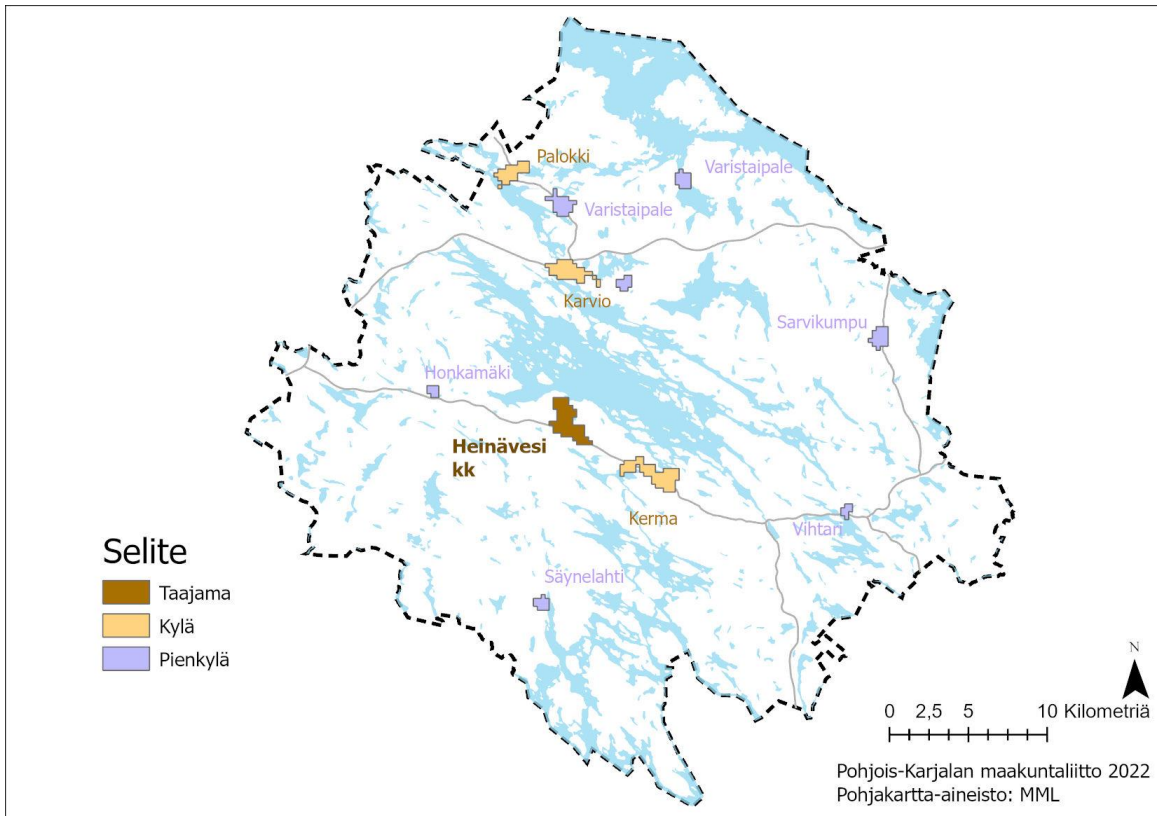 Palokki
Varistaipale
Varistaipale
Karvio
Sarvikumpu
Honkamäki
Heinävesi
kk
Kerma
Vihtari
Säynelahti
Selite
Taajama
Kylä
Pienkylä
N
0 2,5 5 10 Kilometriä
Pohjois-Karjalan maakuntaliitto 2022
Pohjakartta-aineisto: MML